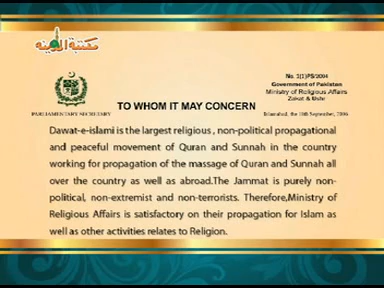 مکتبۃ المدینہ
No. 1(1)PS/2004
Government of Pakistan
Ministry of Religious Affairs
Zakat & Ushr
TO WHOM IT MAY CONCERN
PARLIAMENTARY SECRETARY
Islamabad, the 18th September, 2004
Dawat-e-islami is the largest religious , non-political propagational
and peaceful movement of Quran and Sunnah in the country
working for propagation of the massage of Quran and Sunnah all
over the country as well as abroad.The Jammat is purely non-
political, non-extremist and non-terrorists. Therefore,Ministry of
Religious Affairs is satisfactory on their propagation for Islam as
well as other activities relates to Religion.